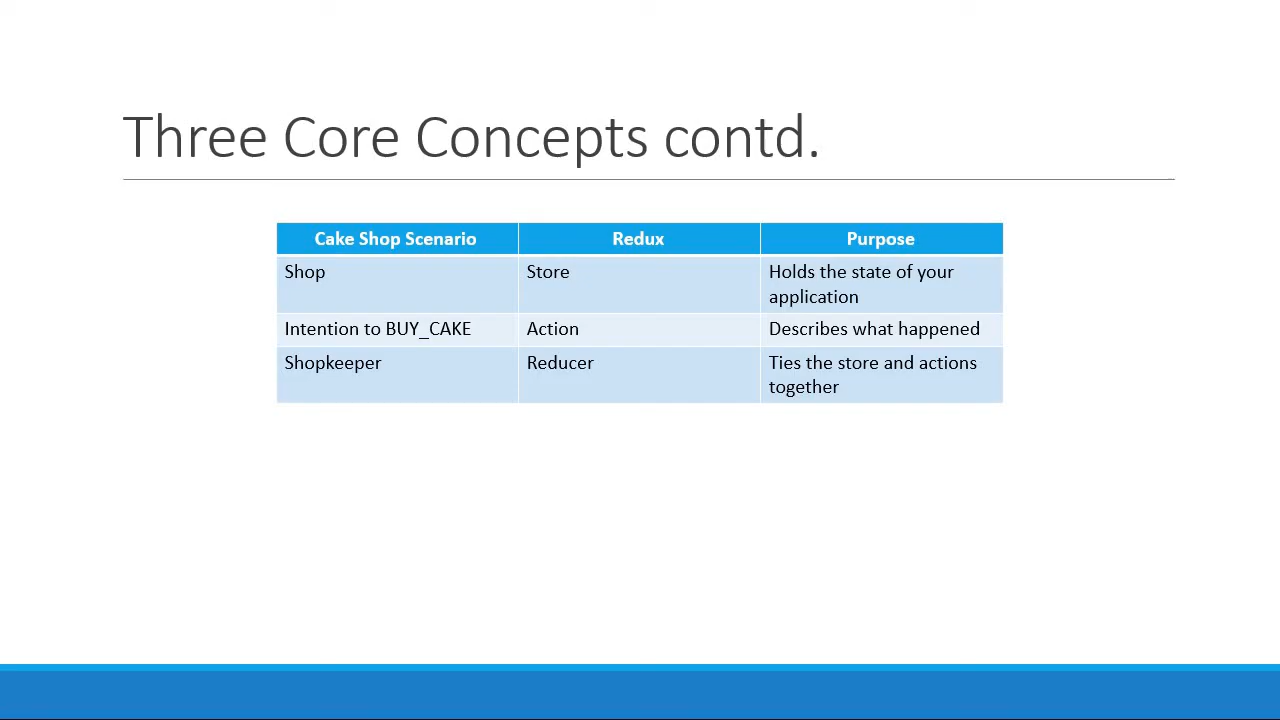 Three Core Concepts contd.
Cake Shop Scenario Redux Purpose
Shop Store Holds the state of your
application
Intention to BUY_CAKE Action Describes what happened
Shopkeeper Reducer Ties the store and actions
together